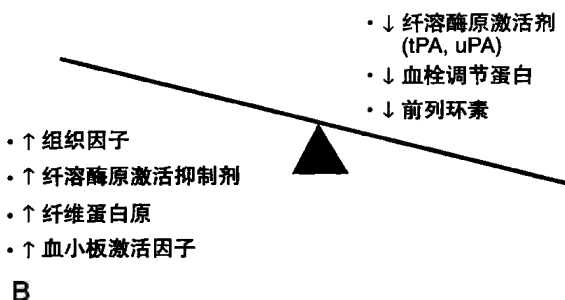 • ↓ 纤溶酶原激活剂
(tPA, uPA)
• ↓ 血栓调节蛋白
• ↓ 前列环素
• ↑ 组织因子
• ↑ 纤溶酶原激活抑制剂
• ↑ 纤维蛋白原
• ↑ 血小板激活因子
B